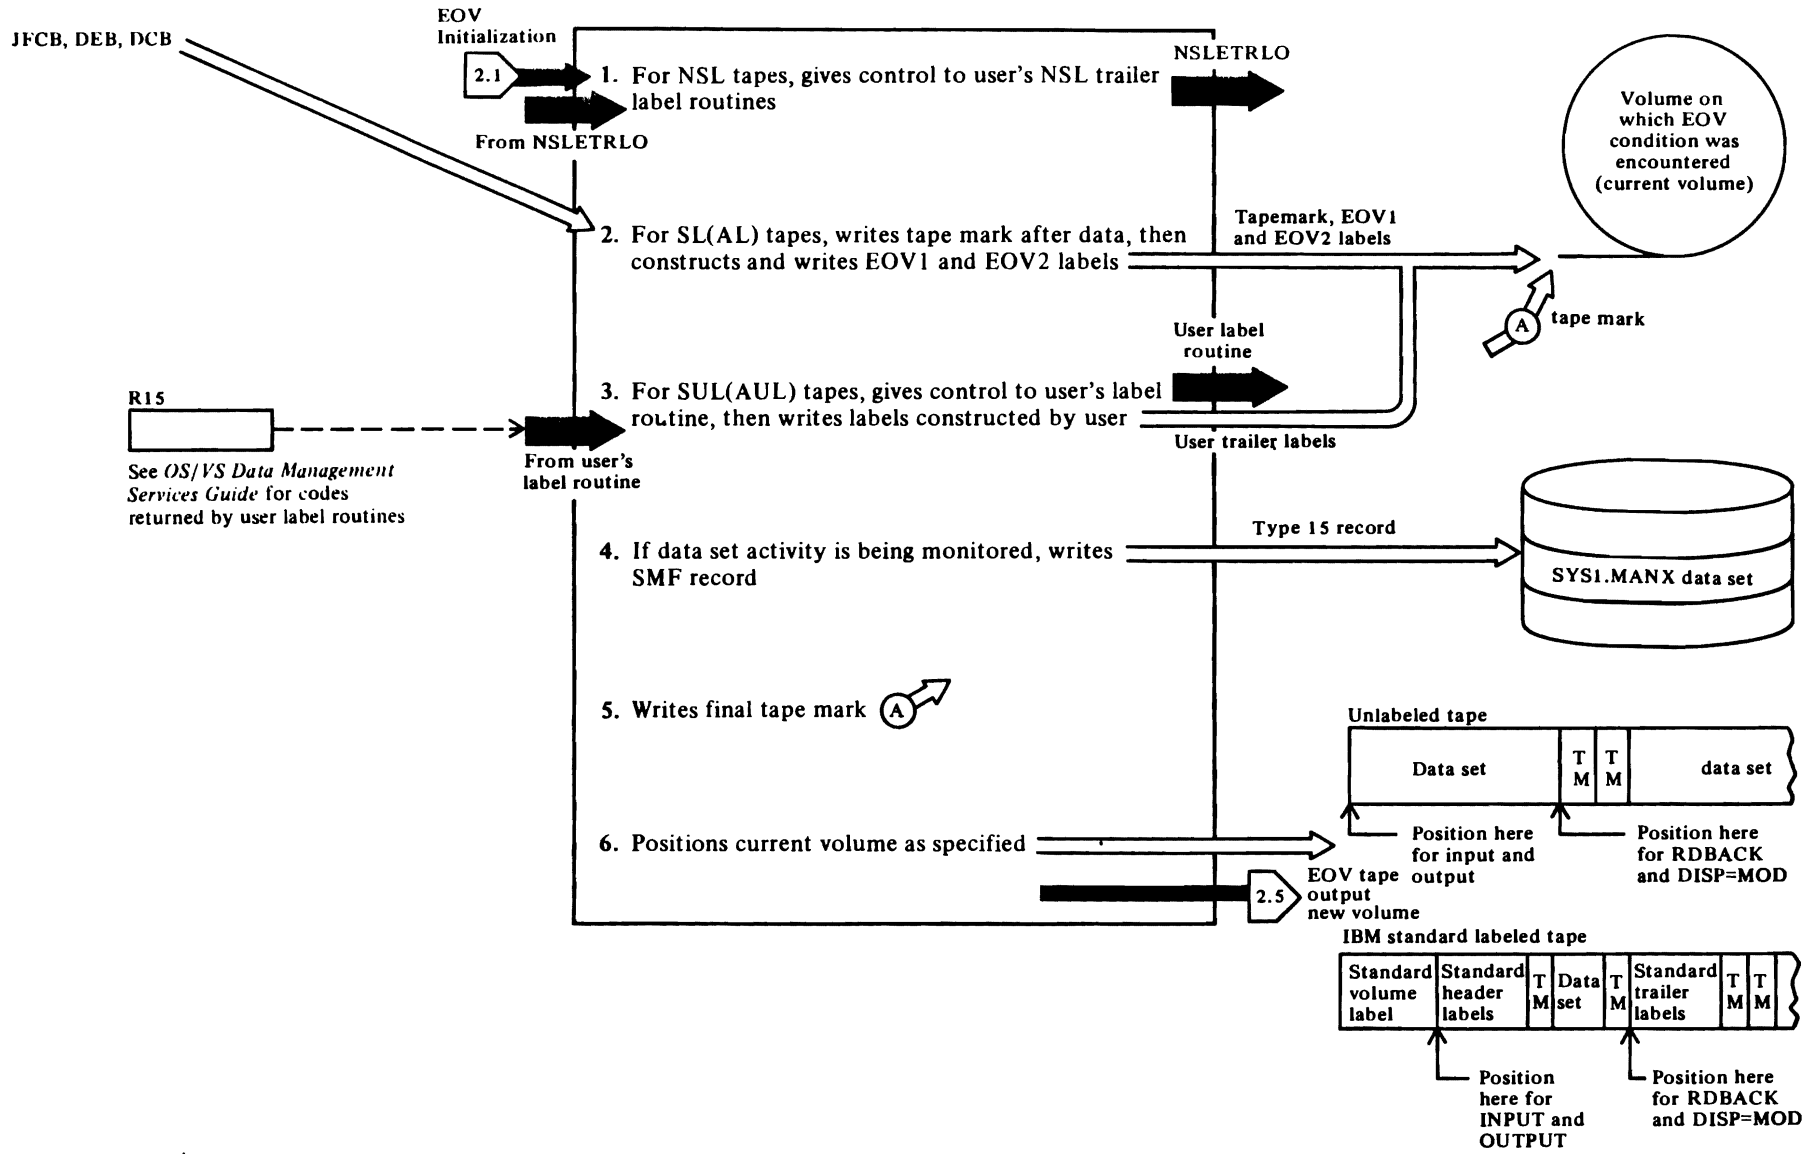 EOV
Initialization
JFCB, DEB, DCB
2.1
1. For NSL tapes, gives control to user's NSL trailer
label routines
From NSLETRLO
NSLETRLO
Volume on
which EOV
condition was
encountered
(current volume)
2. For SL(AL) tapes, writes tape mark after data, then
constructs and writes EOV1 and EOV2 labels
Tapemark, EOV1
and EOV2 labels
A
tape mark
User label
routine
3. For SUL(AUL) tapes, gives control to user's label
routine, then writes labels constructed by user
User trailer labels
R15
See OS/VS Data Management
Services Guide for codes
returned by user label routines
From user's
label routine
4. If data set activity is being monitored, writes
SMF record
Type 15 record
SYS1.MANX data set
5. Writes final tape mark
A
Unlabeled tape
Data set
T
M
T
M
data set
Position here
for input and
output
Position here
for RDBACK
and DISP=MOD
6. Positions current volume as specified
2.5
EOV tape
output
new volume
IBM standard labeled tape
Standard
volume
label
Standard
header
labels
T
M
Data
set
T
M
Standard
trailer
labels
T
M
T
M
Position
here for
INPUT and
OUTPUT
Position here
for RDBACK
and DISP=MOD